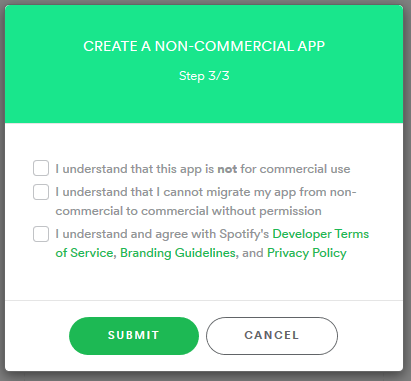 CREATE A NON-COMMERCIAL APP
Step 3/3
I understand that this app is not for commercial use
I understand that I cannot migrate my app from non-
commercial to commercial without permission
I understand and agree with Spotify's Developer Terms
of Service, Branding Guidelines, and Privacy Policy
SUBMIT
CANCEL